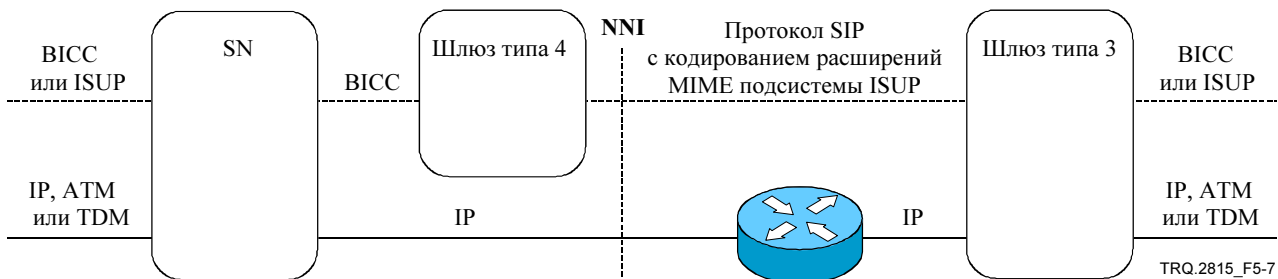 BICC
или ISUP
SN
BICC
Шлюз типа 4
NNI
Протокол SIP
с кодированием расширений
MIME подсистемы ISUP
Шлюз типа 3
BICC
или ISUP
IP, ATM
или TDM
IP
IP
IP, ATM
или TDM
TRQ.2815_F5-7